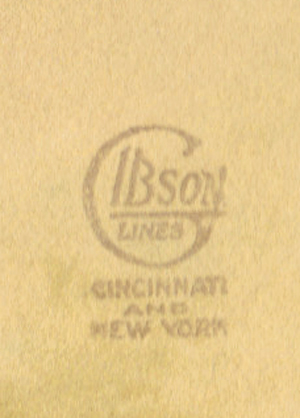 GIBSON
LINES
CINCINNATI
AND
NEW YORK